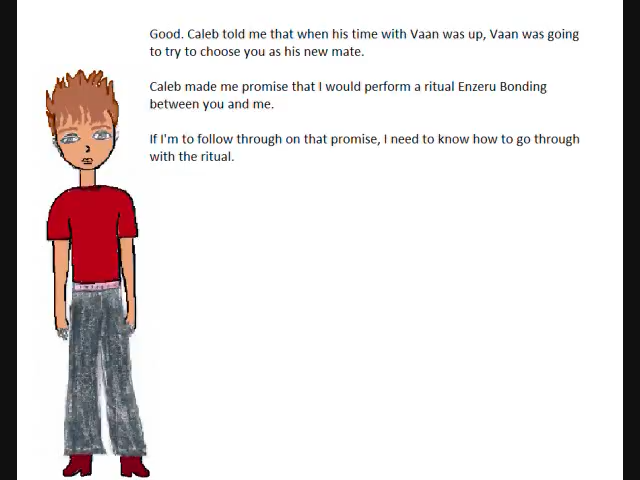 Good. Caleb told me that when his time with Vaan was up, Vaan was going
to try to choose you as his new mate.
Caleb made me promise that I would perform a ritual Enzeru Bonding
between you and me.
If I'm to follow through on that promise, I need to know how to go through
with the ritual.